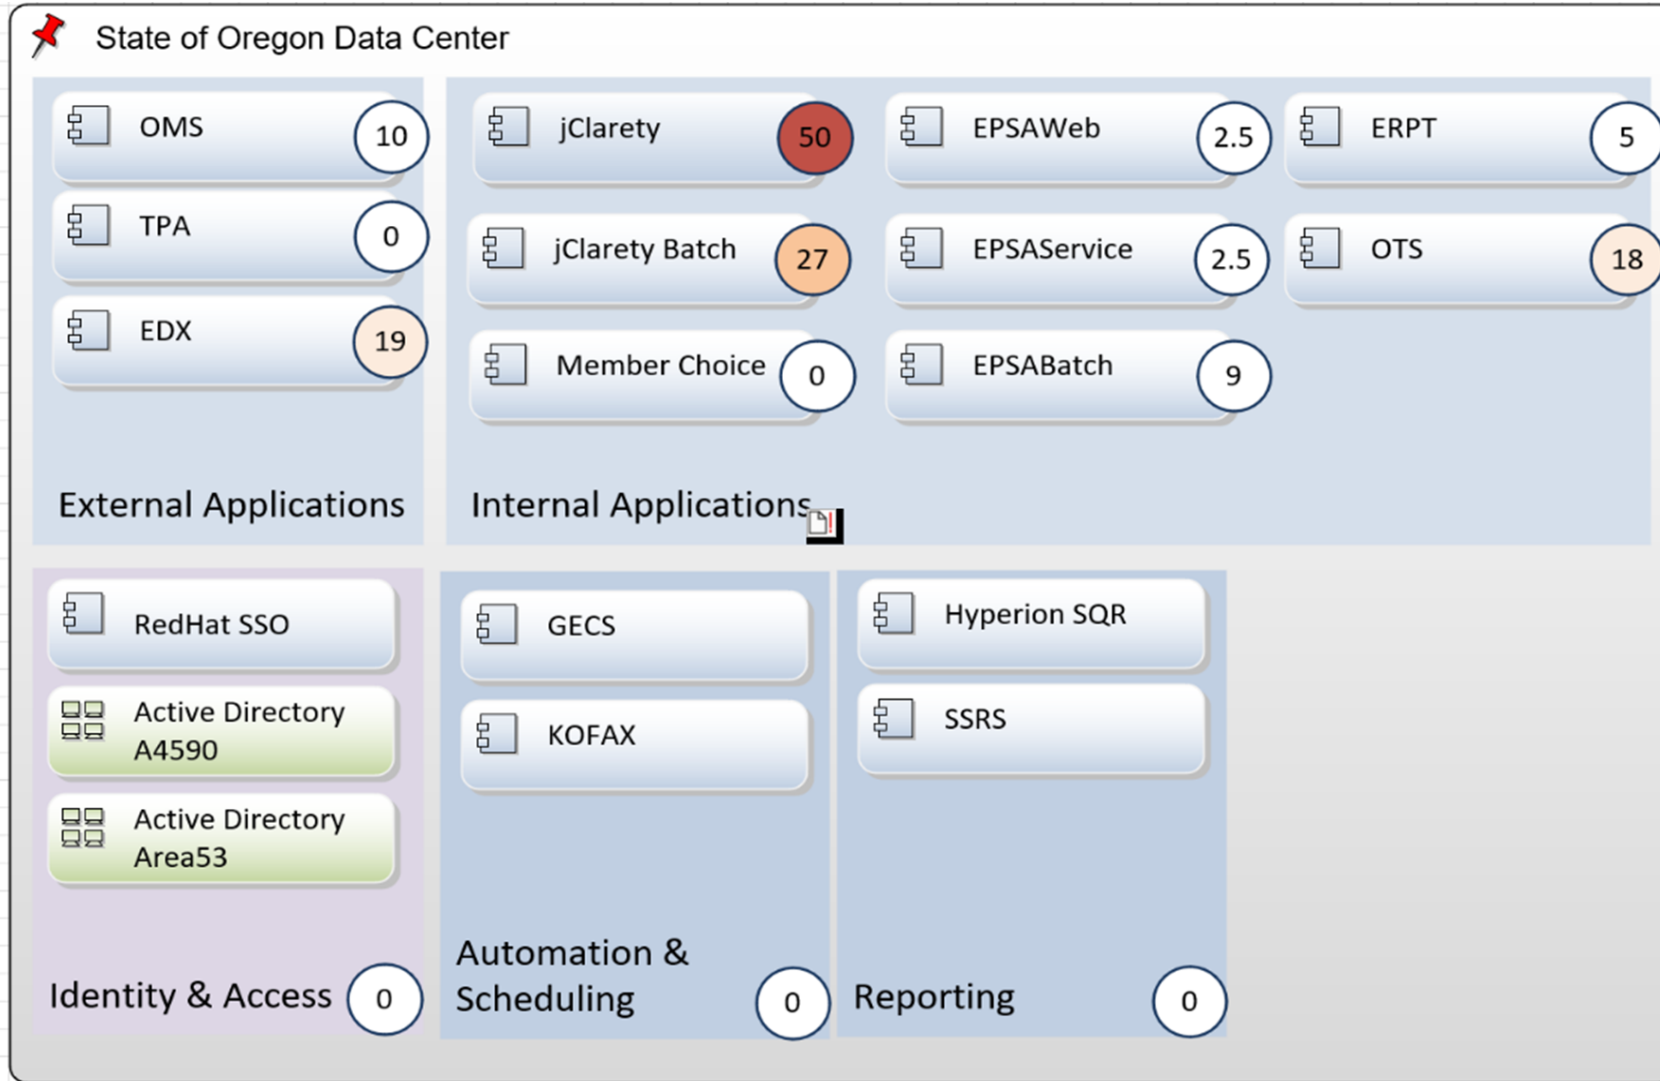 State of Oregon Data Center
OMS
10
TPA
0
EDX
19
External Applications
jClarety
50
EPSAWeb
2.5
ERPT
5
jClarety Batch
27
EPSAService
2.5
OTS
18
Member Choice
0
EPSABatch
9
Internal Applications
RedHat SSO
Active Directory
A4590
Active Directory
Area53
Identity & Access
0
GECS
KOFAX
Automation &
Scheduling
0
Hyperion SQR
SSRS
Reporting
0